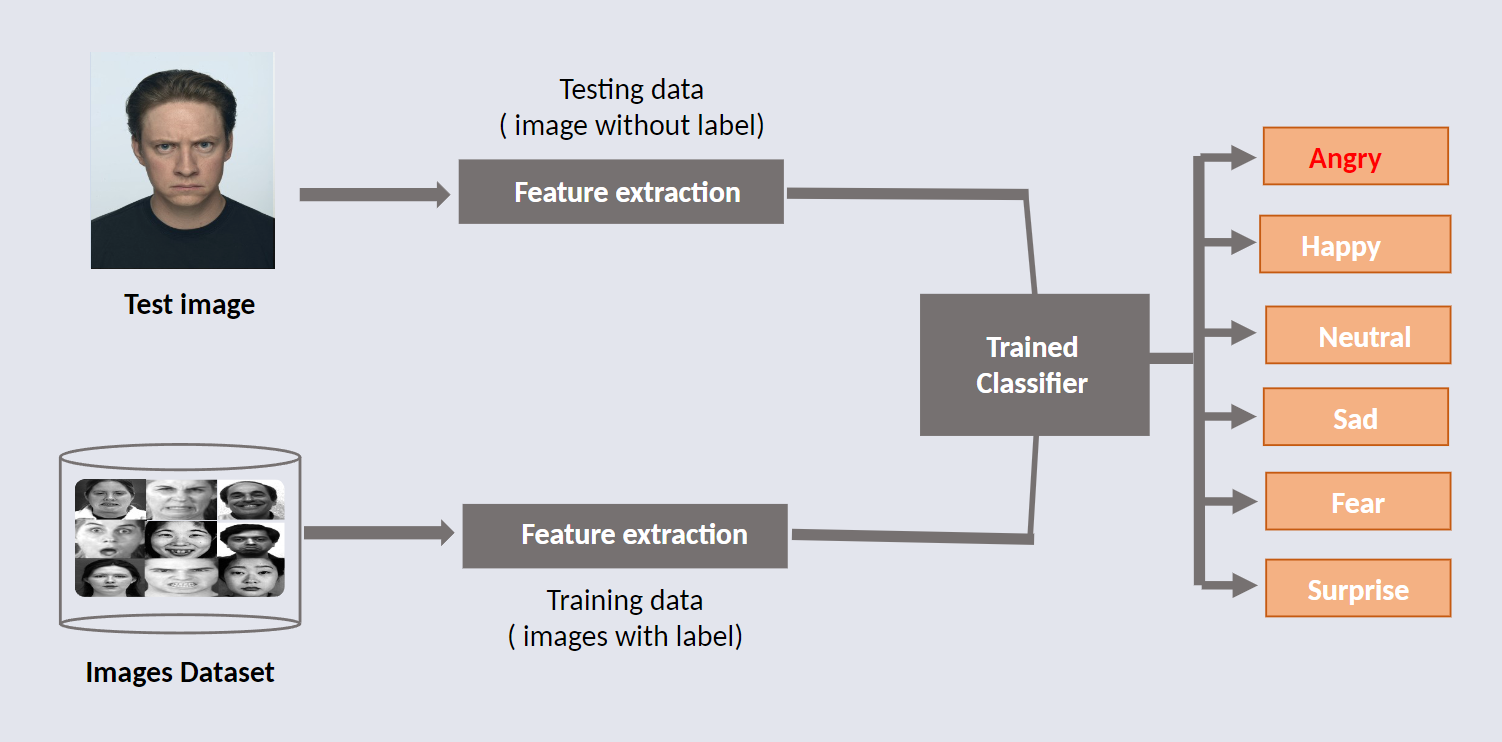 Testing data
( image without label)
Feature extraction
Test image
Trained
Classifier
Angry
Happy
Neutral
Sad
Fear
Surprise
Feature extraction
Training data
( images with label)
Images Dataset